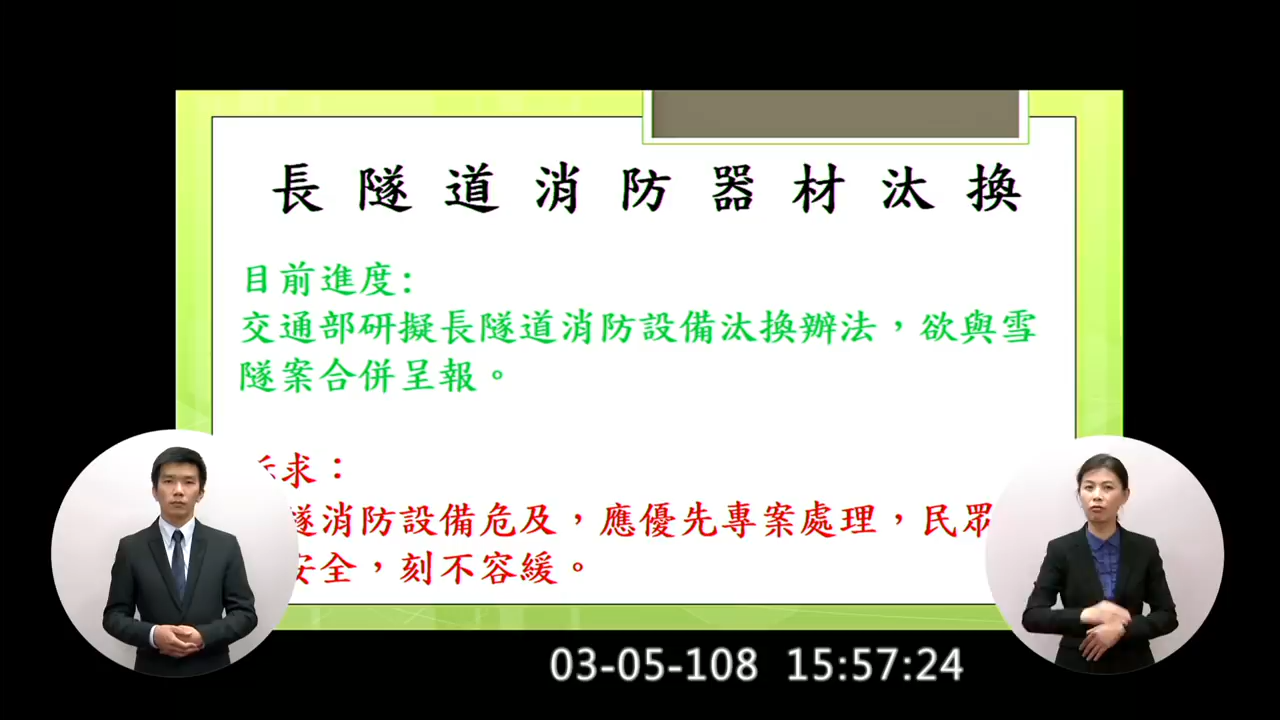 長隧道消防器材汰換
目前進度:
交通部研擬長隧道消防設備汰換辦法，欲與雪
隧案合併呈報。
求：
隧消防設備危及，應優先專案處理，民眾
安全，刻不容緩。
03-05-108 15:57:24